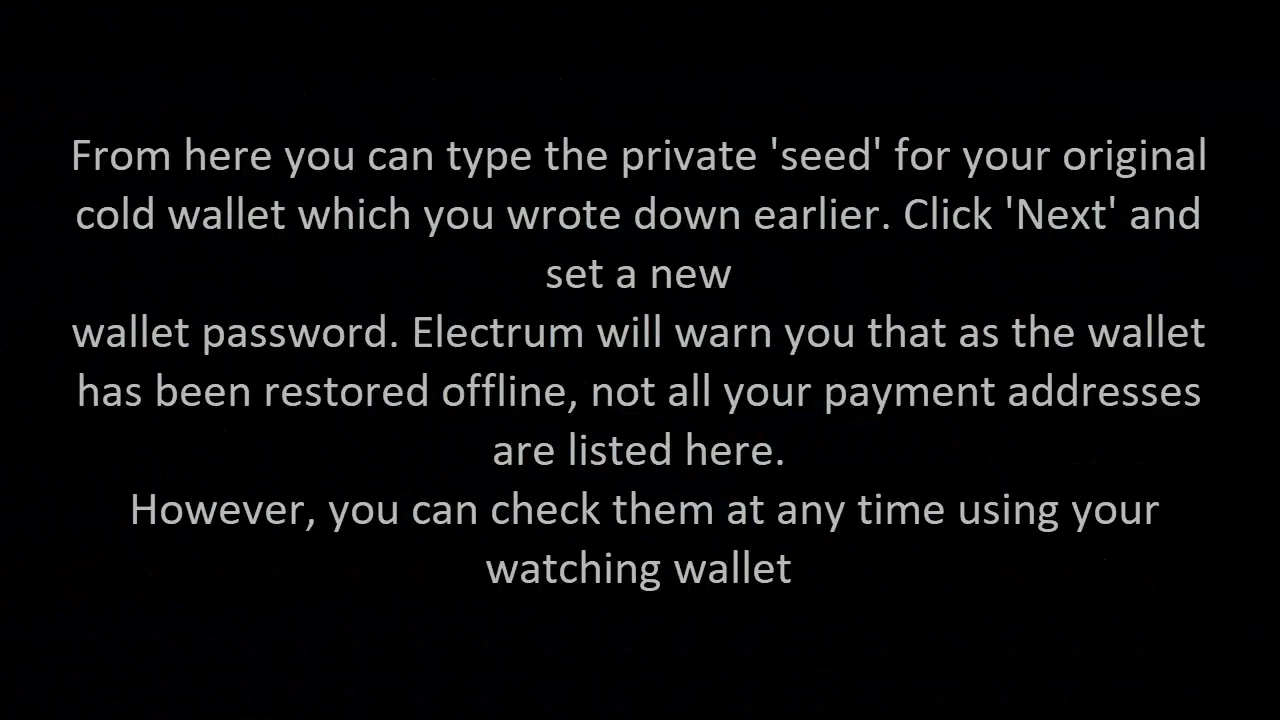 From here you can type the private 'seed' for your original
cold wallet which you wrote down earlier. Click 'Next' and
set a new
wallet password. Electrum will warn you that as the wallet
has been restored offline, not all your payment addresses
are listed here.
However, you can check them at any time using your
watching wallet